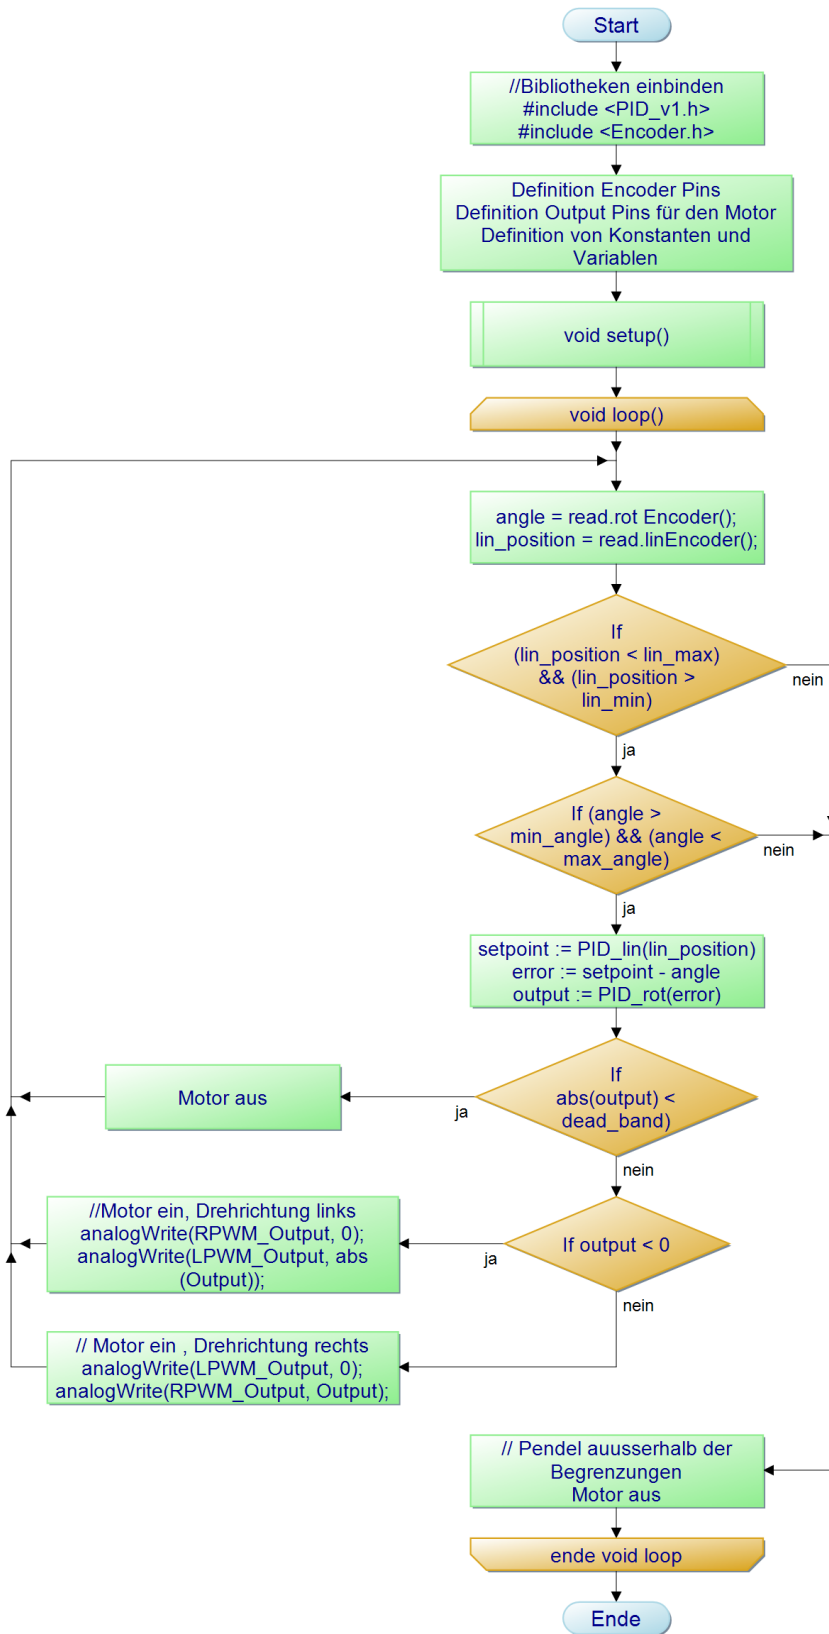 Start
//Bibliotheken einbinden
#include <PID_v1.h>
#include <Encoder.h>
Definition Encoder Pins
Definition Output Pins für den Motor
Definition von Konstanten und
Variablen
void setup()
void loop()
angle = read.rot Encoder();
lin_position = read.linEncoder();
If
(lin_position < lin_max)
&& (lin_position >
lin_min)
nein
ja
If (angle >
min_angle) && (angle <
max_angle)
nein
ja
setpoint := PID_lin(lin_position)
error := setpoint - angle
output := PID_rot(error)
If
abs(output) <
dead_band)
ja
Motor aus
nein
If output < 0
ja
//Motor ein, Drehrichtung links
analogWrite(RPWM_Output, 0);
analogWrite(LPWM_Output, abs
(Output));
nein
// Motor ein , Drehrichtung rechts
analogWrite(LPWM_Output, 0);
analogWrite(RPWM_Output, Output);
// Pendel auusserhalb der
Begrenzungen
Motor aus
ende void loop
Ende